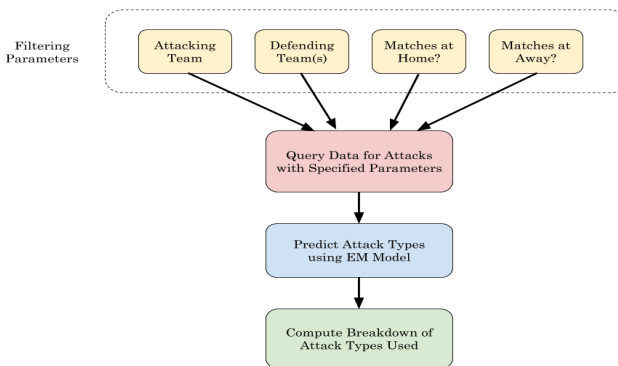 Filtering
Parameters
Attacking
Team
Defending
Team(s)
Matches at
Home?
Matches at
Away?
Query Data for Attacks
with Specified Parameters
Predict Attack Types
using EM Model
Compute Breakdown of
Attack Types Used